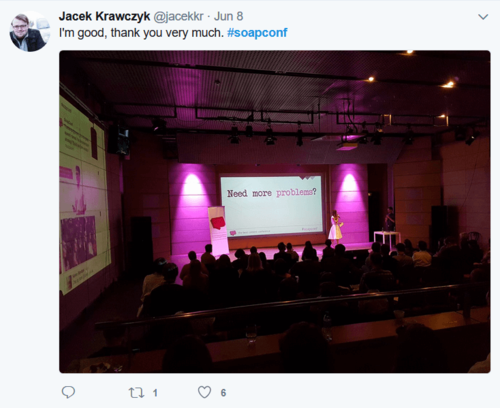 Jacek Krawczyk @jacekkr · Jun 8
I'm good, thank you very much. #soapconf
Need more problems?
1
6